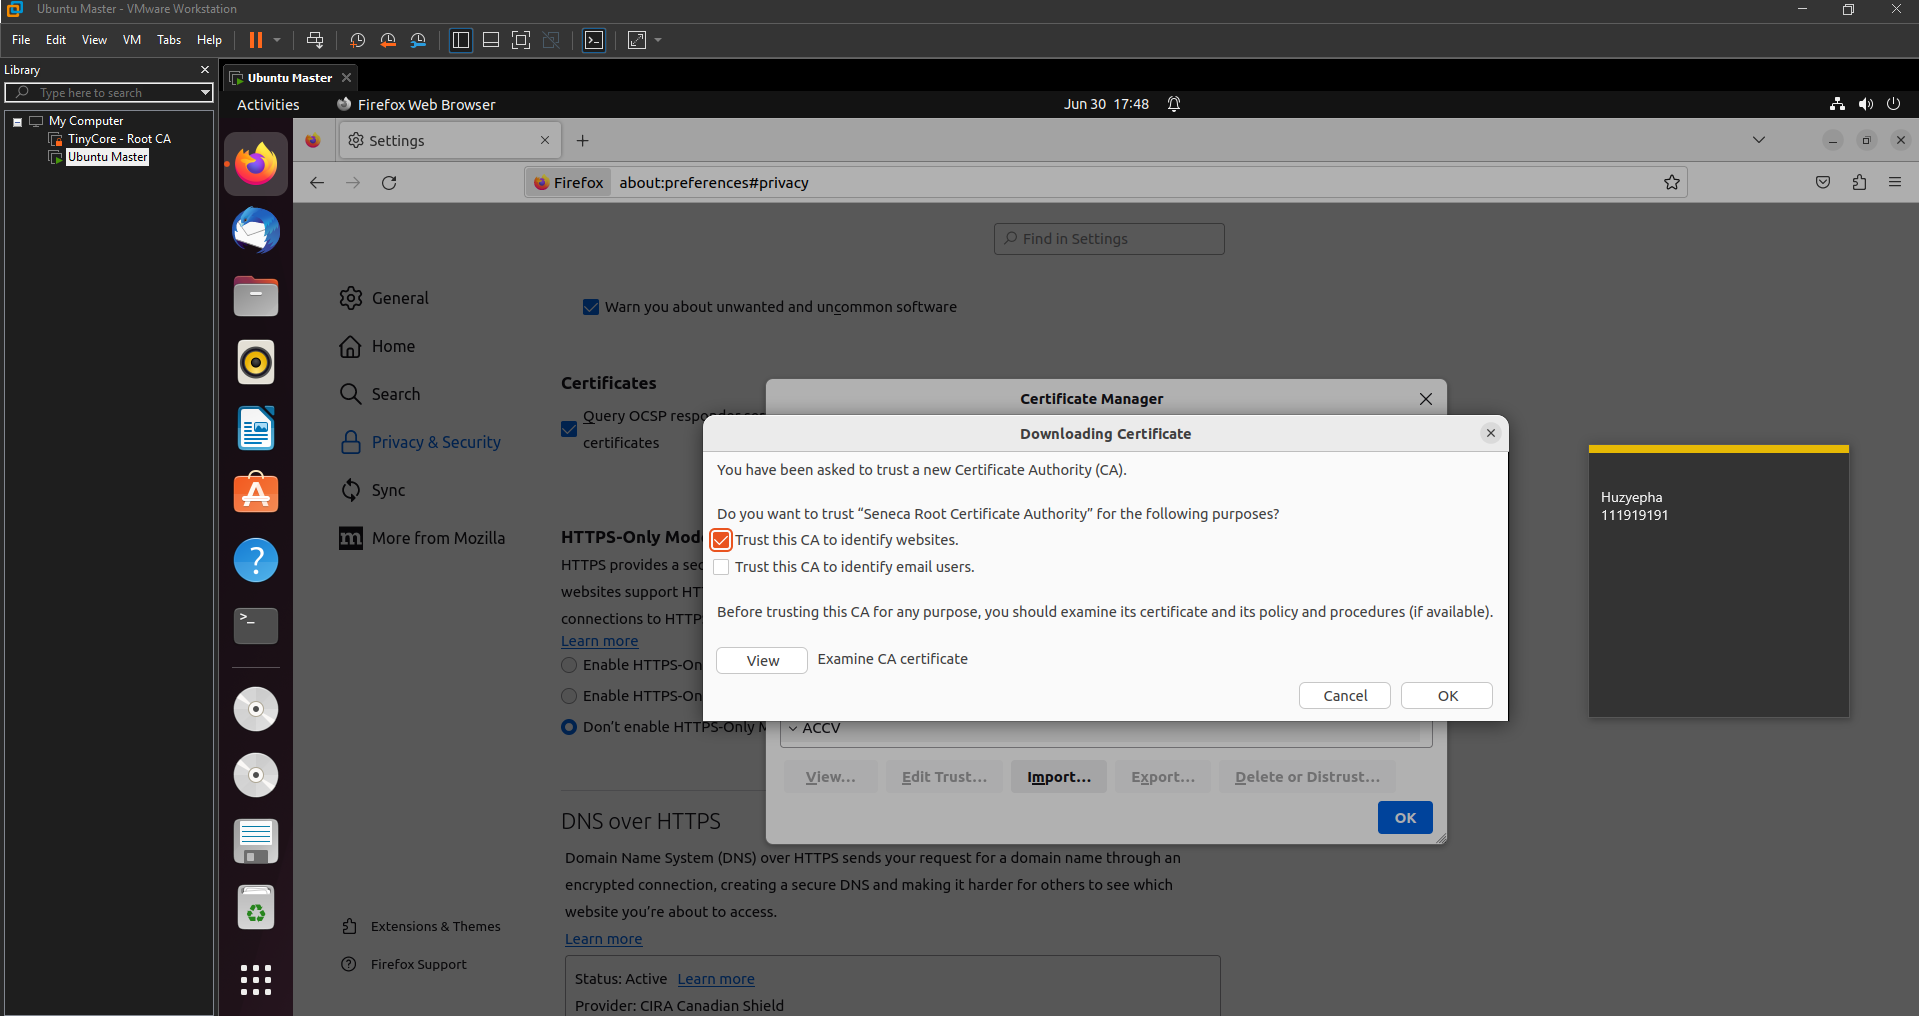 Ubuntu Master - VMware Workstation
File Edit View VM Tabs Help
Library
Type here to search
My Computer
TinyCore - Root CA
Ubuntu Master
Ubuntu Master
Activities
Firefox Web Browser
Jun 30 17:48
Settings
Firefox
about:preferences#privacy
Find in Settings
General
Home
Search
Privacy & Security
Sync
More from Mozilla
Extensions & Themes
Firefox Support
Warn you about unwanted and uncommon software
Certificates
Query OCSP responder ser
certificates
HTTPS-Only Mod
HTTPS provides a sec
websites support HT
connections to HTTP
Learn more
Enable HTTPS-On
Enable HTTPS-On
Don't enable HTTPS-Only M
DNS over HTTPS
Domain Name System (DNS) over HTTPS sends your request for a domain name through an
encrypted connection, creating a secure DNS and making it harder for others to see which
website you're about to access.
Learn more
Status: Active Learn more
Provider: CIRA Canadian Shield
Certificate Manager
Downloading Certificate
You have been asked to trust a new Certificate Authority (CA).
Do you want to trust “Seneca Root Certificate Authority” for the following purposes?
Trust this CA to identify websites.
Trust this CA to identify email users.
Before trusting this CA for any purpose, you should examine its certificate and its policy and procedures (if available).
View Examine CA certificate
Cancel OK
ACCV
View... Edit Trust... Import... Export... Delete or Distrust...
OK
Huzyepha
111919191